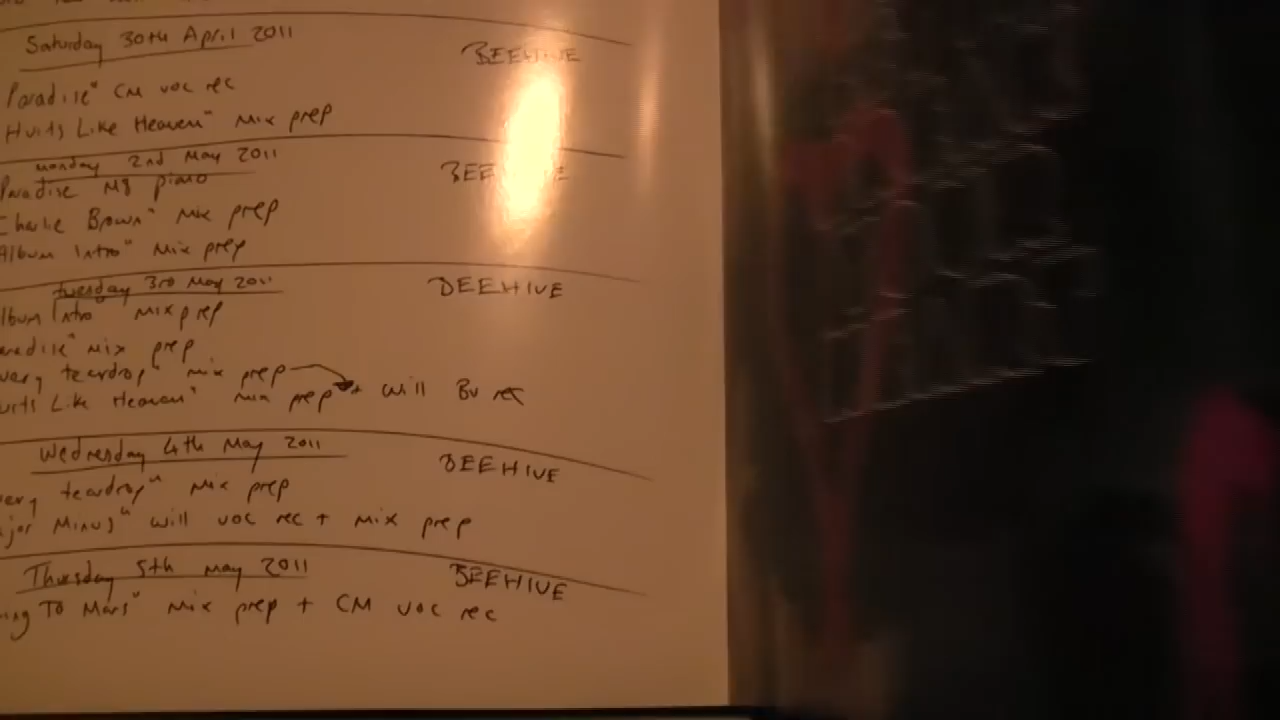 Saturday 30th April 2011 BEEHIVE
Paradise" CM voc rec
Hurts Like Heaven" Mix prep
Monday 2nd May 2011 BEEHIVE
Paradise M8 piano
Charlie Brown" Mix prep
Album Intro" Mix prep
Tuesday 3rd May 2011 BEEHIVE
lbum Intro" Mix prep
radise" Mix prep
very teardrop" mix prep
urts Like Heaven" mix prep + Will BV rec
Wednesday 4th May 2011 BEEHIVE
ery teardrop" Mix prep
ajor Minus" Will voc rec + Mix prep
Thursday 5th May 2011 BEEHIVE
ing To Mars" Mix prep + CM voc rec